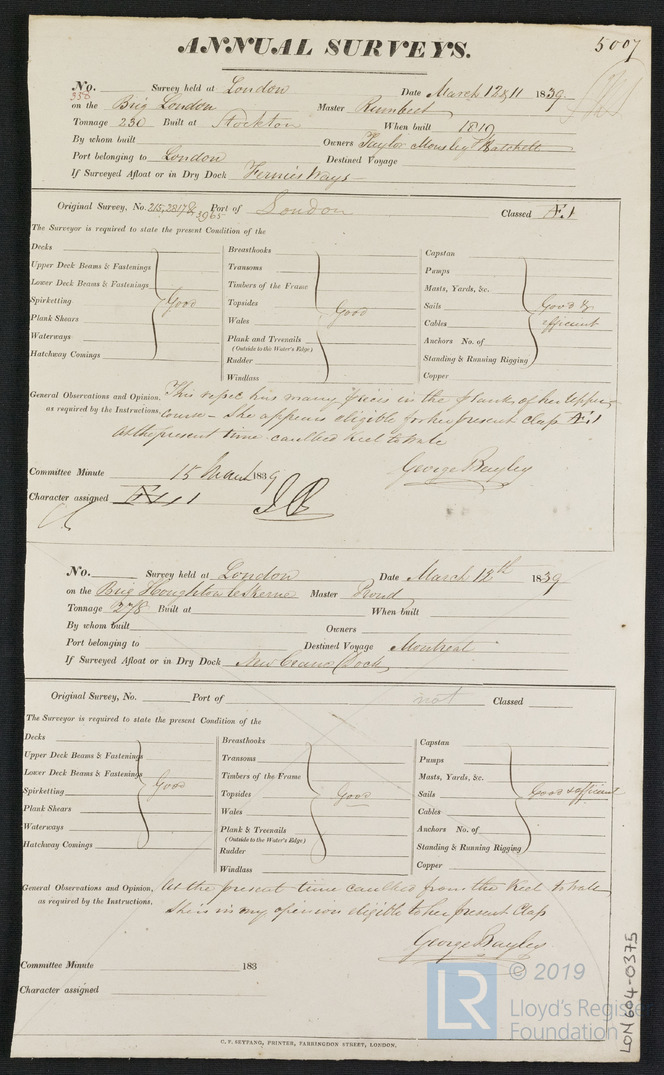 5007
ANNUAL SURVEYS.
No. 358 Survey held at London Date March 12 & 11 1839
on the Brig London Master
Tonnage 230 Built at Stockton When built 1819
By whom built Owners Taylor
Port belonging to London Destined Voyage
If Surveyed Afloat or in Dry Dock Fernies Ways
Original Survey, No. 215, 2817 & 3965 Port of London Classed Æ1
The Surveyor is required to state the present Condition of the
Decks
Upper Deck Beams & Fastenings
Lower Deck Beams & Fastenings
Spirketting
Plank Shears
Waterways
Hatchway Comings
Good
Breasthooks
Transoms
Timbers of the Frame
Topsides
Wales
Plank and Treenails
(Outside to the Water's Edge)
Rudder
Windlass
Good
Capstan
Pumps
Masts, Yards, &c.
Sails
Cables
Anchors No. of
Standing & Running Rigging
Copper
Good &
efficient
General Observations and Opinion, This vessel has many pieces in the planks of her upper
as required by the Instructions. course - She appears eligible for her present Class Æ1
At the present time caulked keel to wale
George Bayley
Committee Minute 15 March 1839
Character assigned Æ1
No. Survey held at London Date March 12th 1839
on the Brig Houghton le Skerne Master Proud
Tonnage 278 Built at When built
By whom built Owners
Port belonging to Destined Voyage Montreal
If Surveyed Afloat or in Dry Dock New Dock
Original Survey, No. Port of not Classed
The Surveyor is required to state the present Condition of the
Decks
Upper Deck Beams & Fastenings
Lower Deck Beams & Fastenings
Spirketting
Plank Shears
Waterways
Hatchway Comings
Good
Breasthooks
Transoms
Timbers of the Frame
Topsides
Wales
Plank & Treenails
(Outside to the Water's Edge)
Rudder
Windlass
Good
Capstan
Pumps
Masts, Yards, &c.
Sails
Cables
Anchors No. of
Standing & Running Rigging
Copper
Good & efficient
General Observations and Opinion, At the present time caulked from the Keel to wale
as required by the Instructions. She is in my opinion eligible to her present Class
George Bayley
Committee Minute 183
Character assigned
C. F. SEYFANG, PRINTER, FARRINGDON STREET, LONDON.
LR © 2019
Lloyd's Register
Foundation
LON604-0375